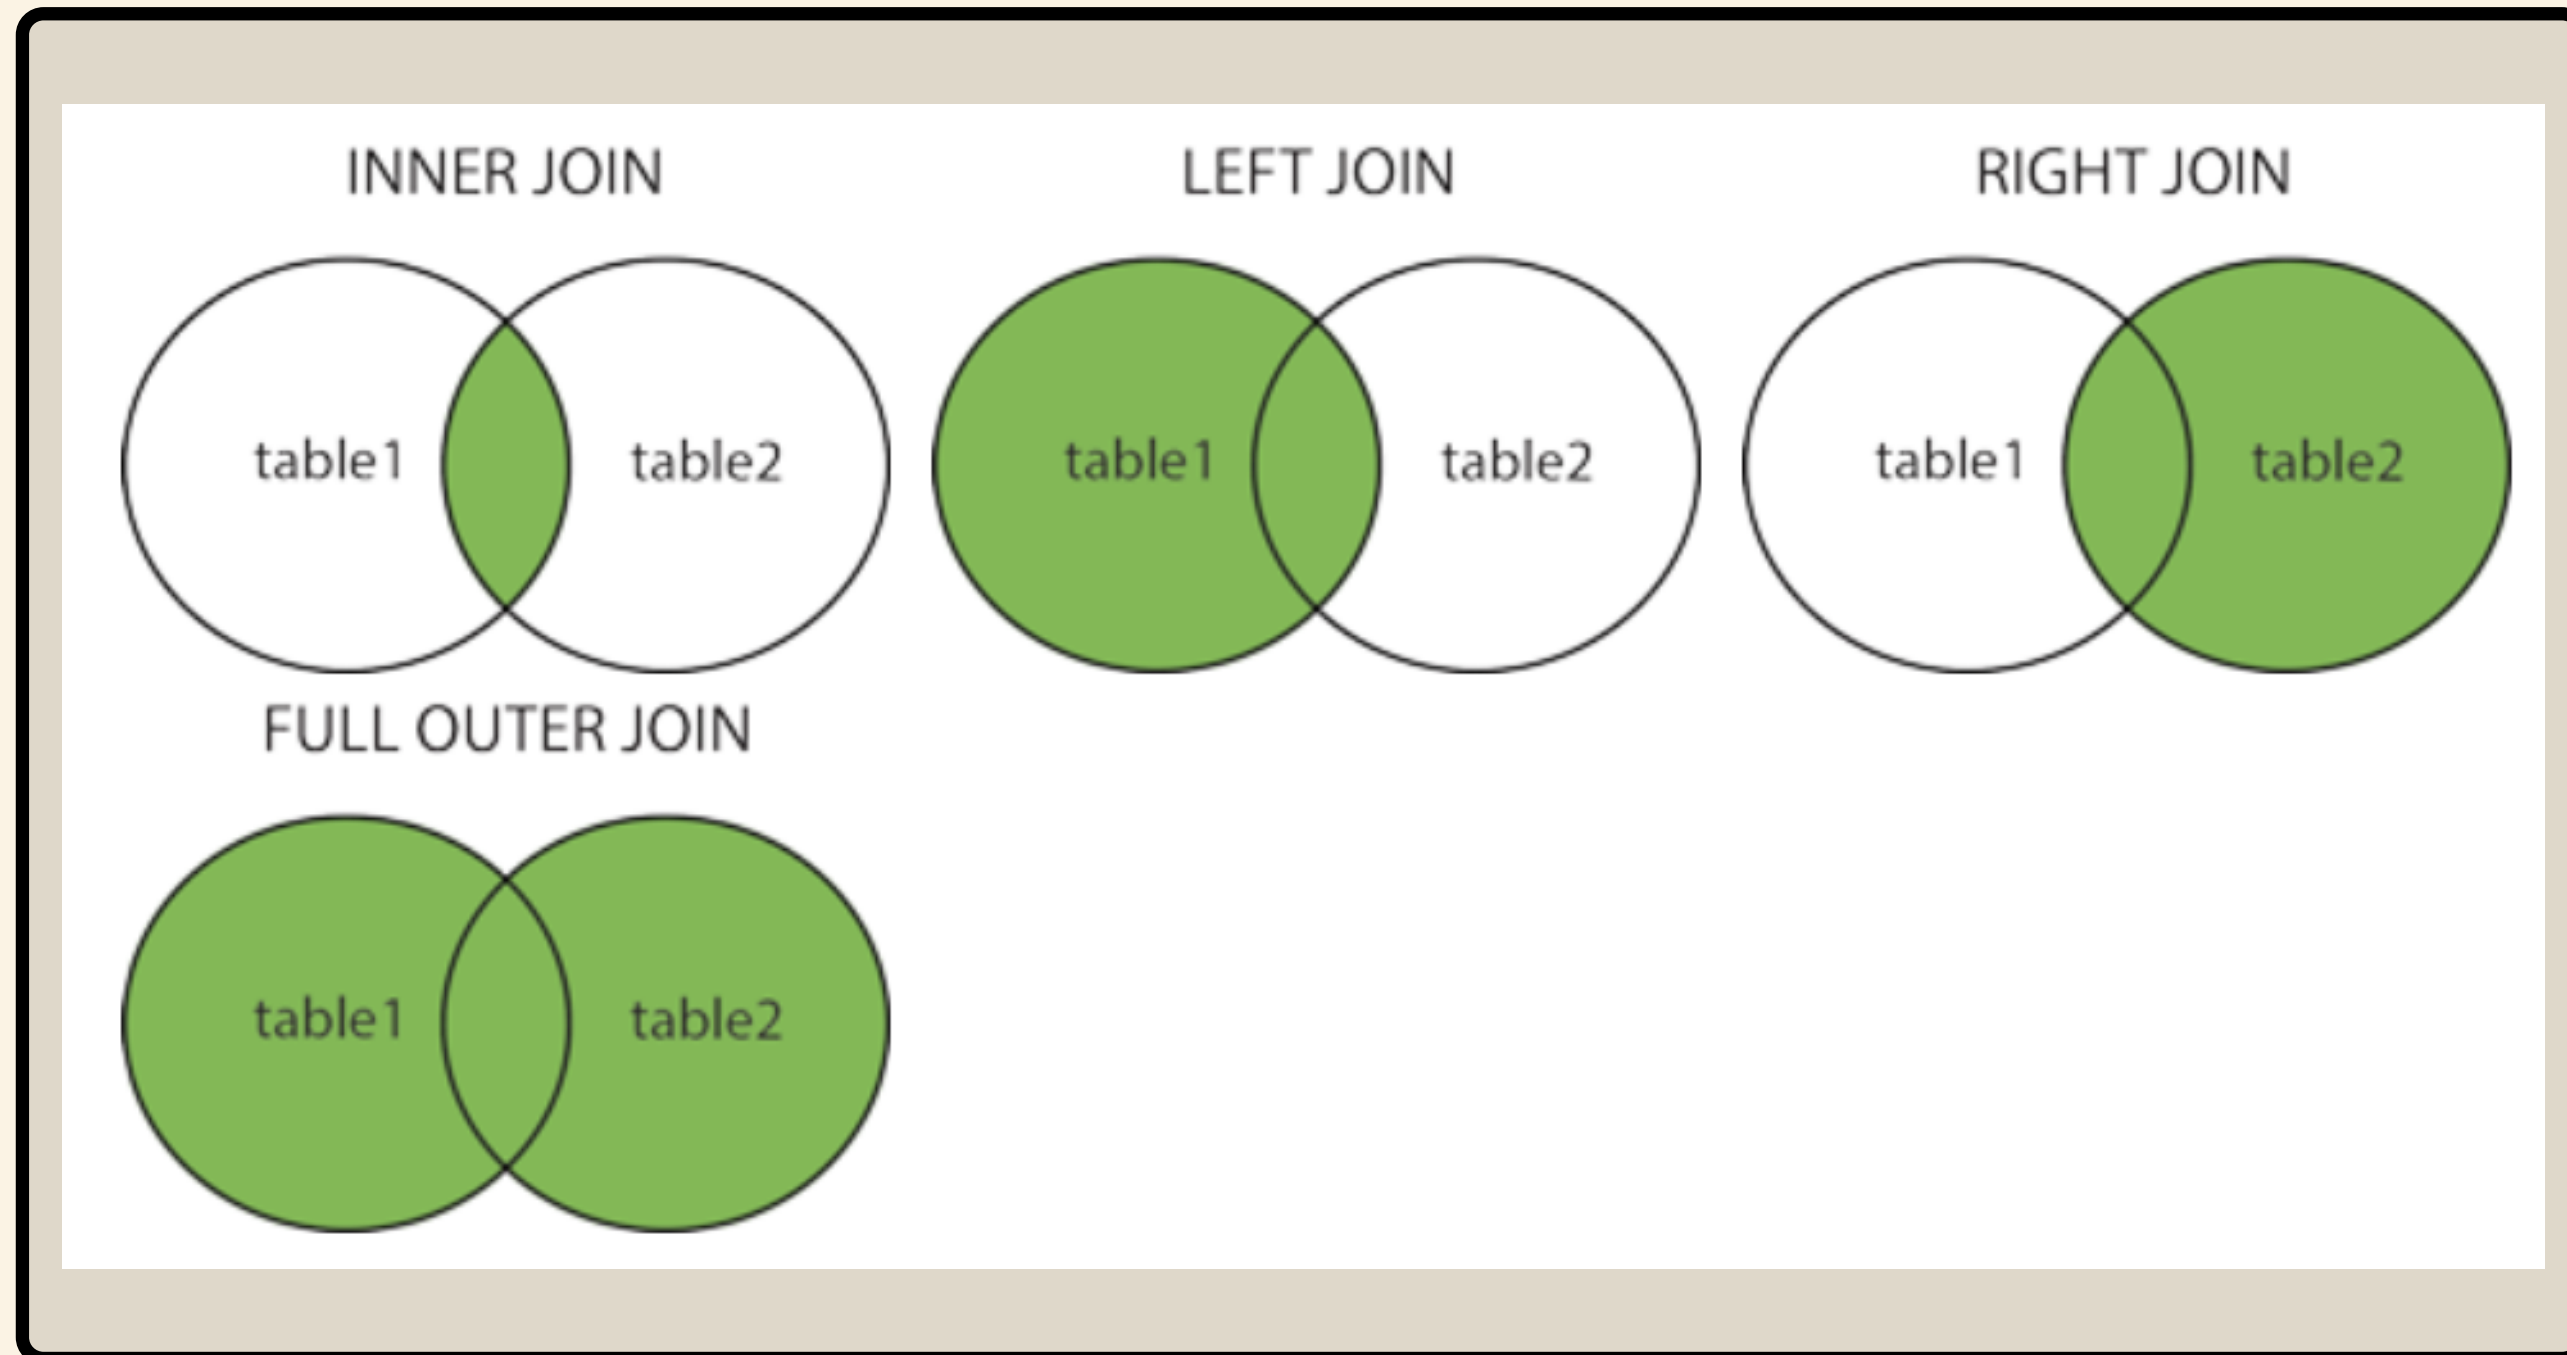 INNER JOIN
LEFT JOIN
RIGHT JOIN
table1
table2
table1
table2
table1
table2
FULL OUTER JOIN
table1
table2